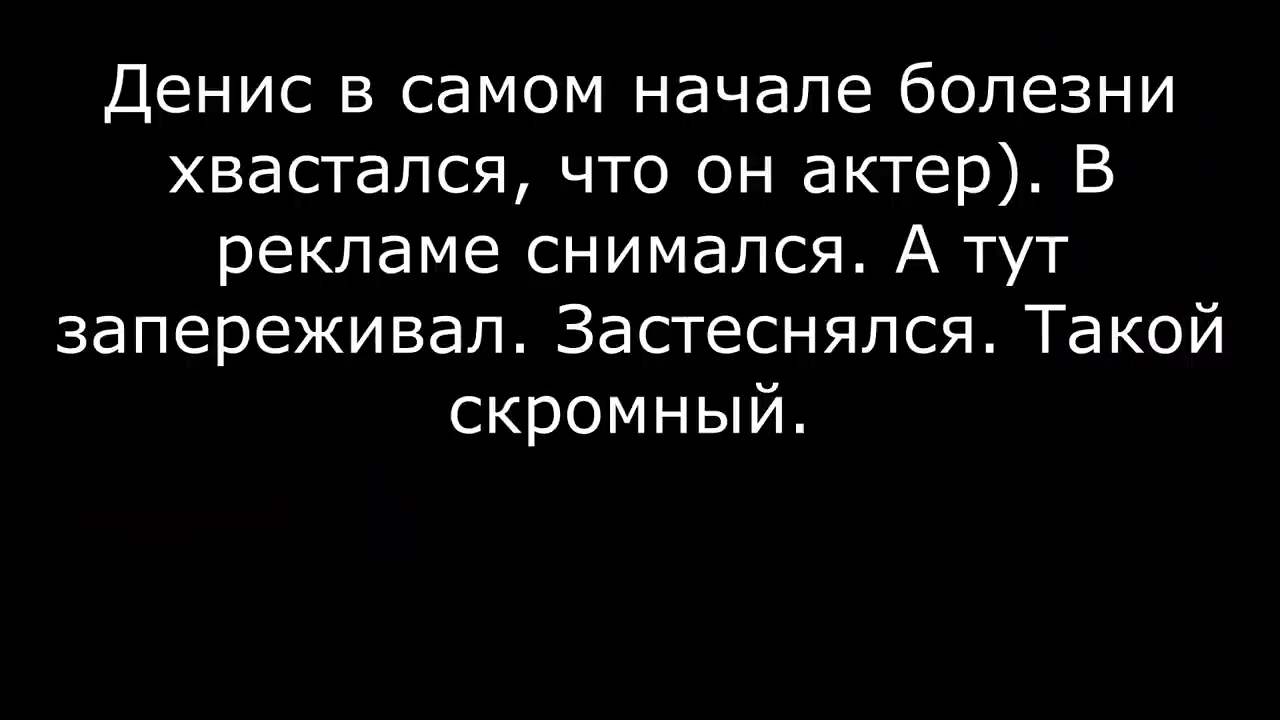 Денис в самом начале болезни
хвастался, что он актер). В
рекламе снимался. А тут
запереживал. Застеснялся. Такой
скромный.